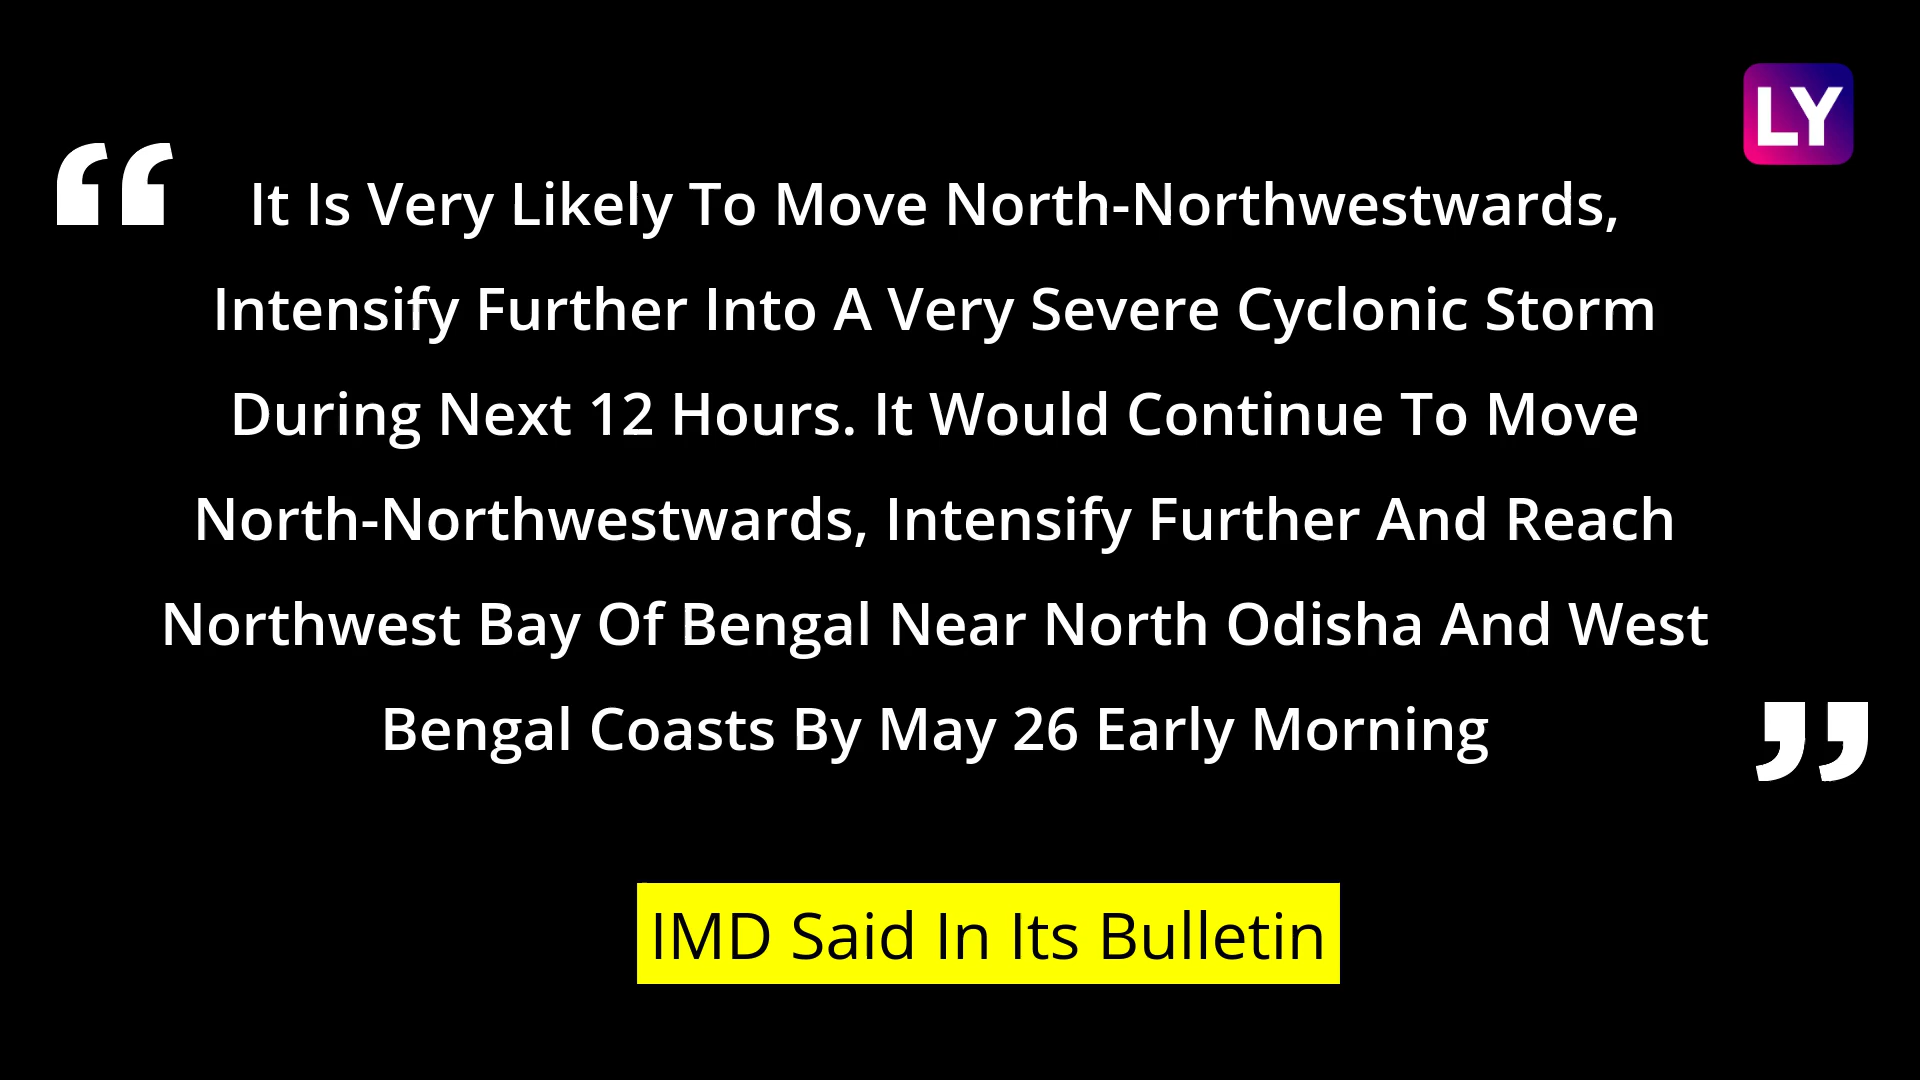 LY
“ It Is Very Likely To Move North-Northwestwards,
Intensify Further Into A Very Severe Cyclonic Storm
During Next 12 Hours. It Would Continue To Move
North-Northwestwards, Intensify Further And Reach
Northwest Bay Of Bengal Near North Odisha And West
Bengal Coasts By May 26 Early Morning ”
IMD Said In Its Bulletin